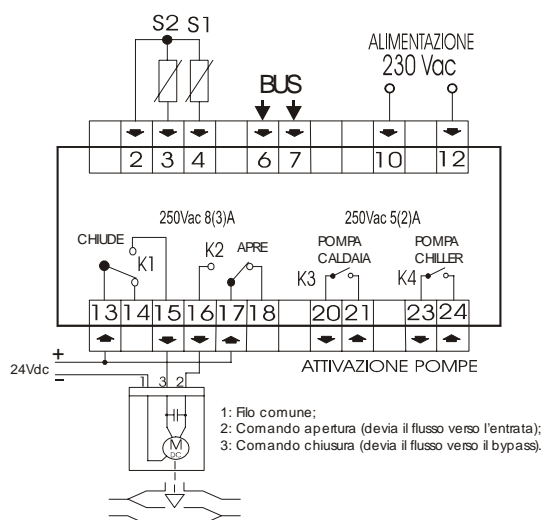 S2 S1
ALIMENTAZIONE
230 Vac
BUS
2 3 4 6 7 10 12
250Vac 8(3)A 250Vac 5(2)A
CHIUDE K1 K2 APRE
POMPA CALDAIA K3
POMPA CHILLER K4
13 14 15 16 17 18 20 21 23 24
+
24Vdc
–
ATTIVAZIONE POMPE
1 3 2
M
DC
1: Filo comune;
2: Comando apertura (devia il flusso verso l'entrata);
3: Comando chiusura (devia il flusso verso il bypass).